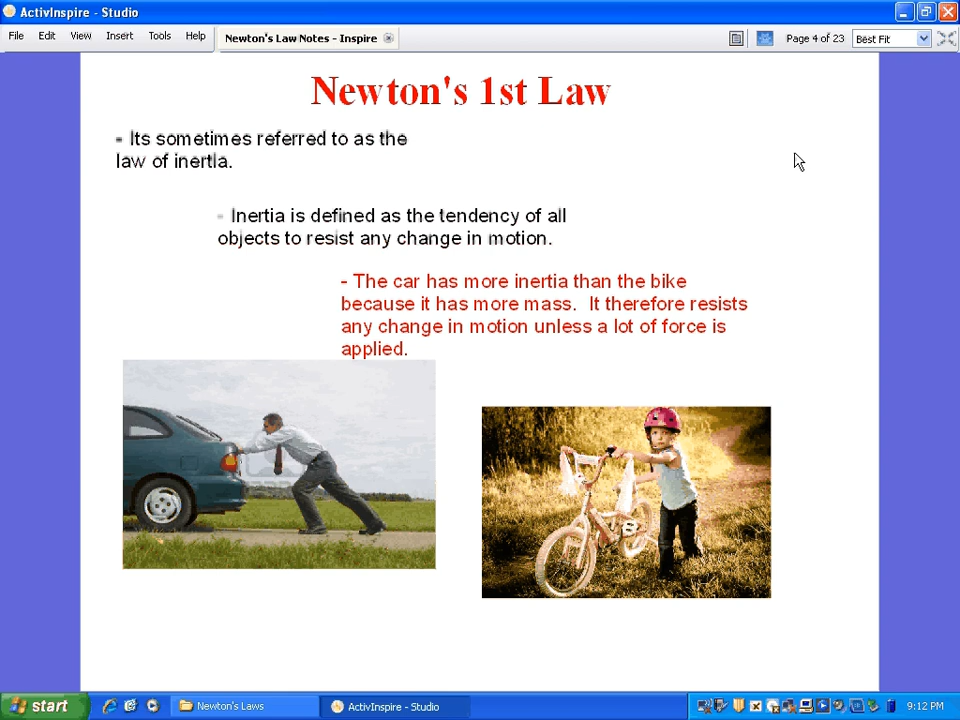 ActivInspire - Studio
File Edit View Insert Tools Help
Newton's Law Notes - Inspire
Page 4 of 23
Best Fit
Newton's 1st Law
- Its sometimes referred to as the
law of inertia.
- Inertia is defined as the tendency of all
objects to resist any change in motion.
- The car has more inertia than the bike
because it has more mass. It therefore resists
any change in motion unless a lot of force is
applied.
8
start
Newton's Laws
ActivInspire - Studio
9:12 PM